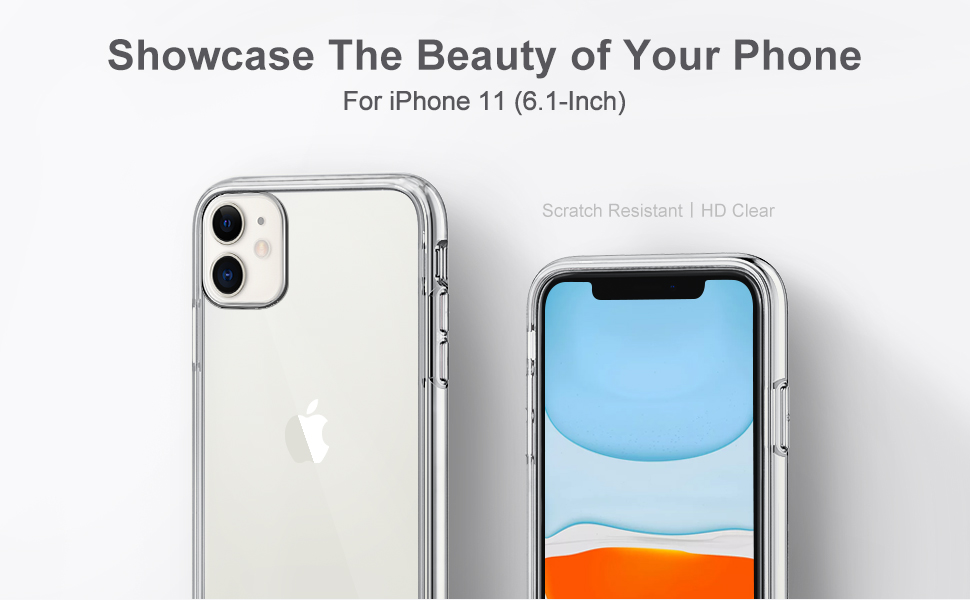 Showcase The Beauty of Your Phone
For iPhone 11 (6.1-Inch)
Scratch Resistant | HD Clear